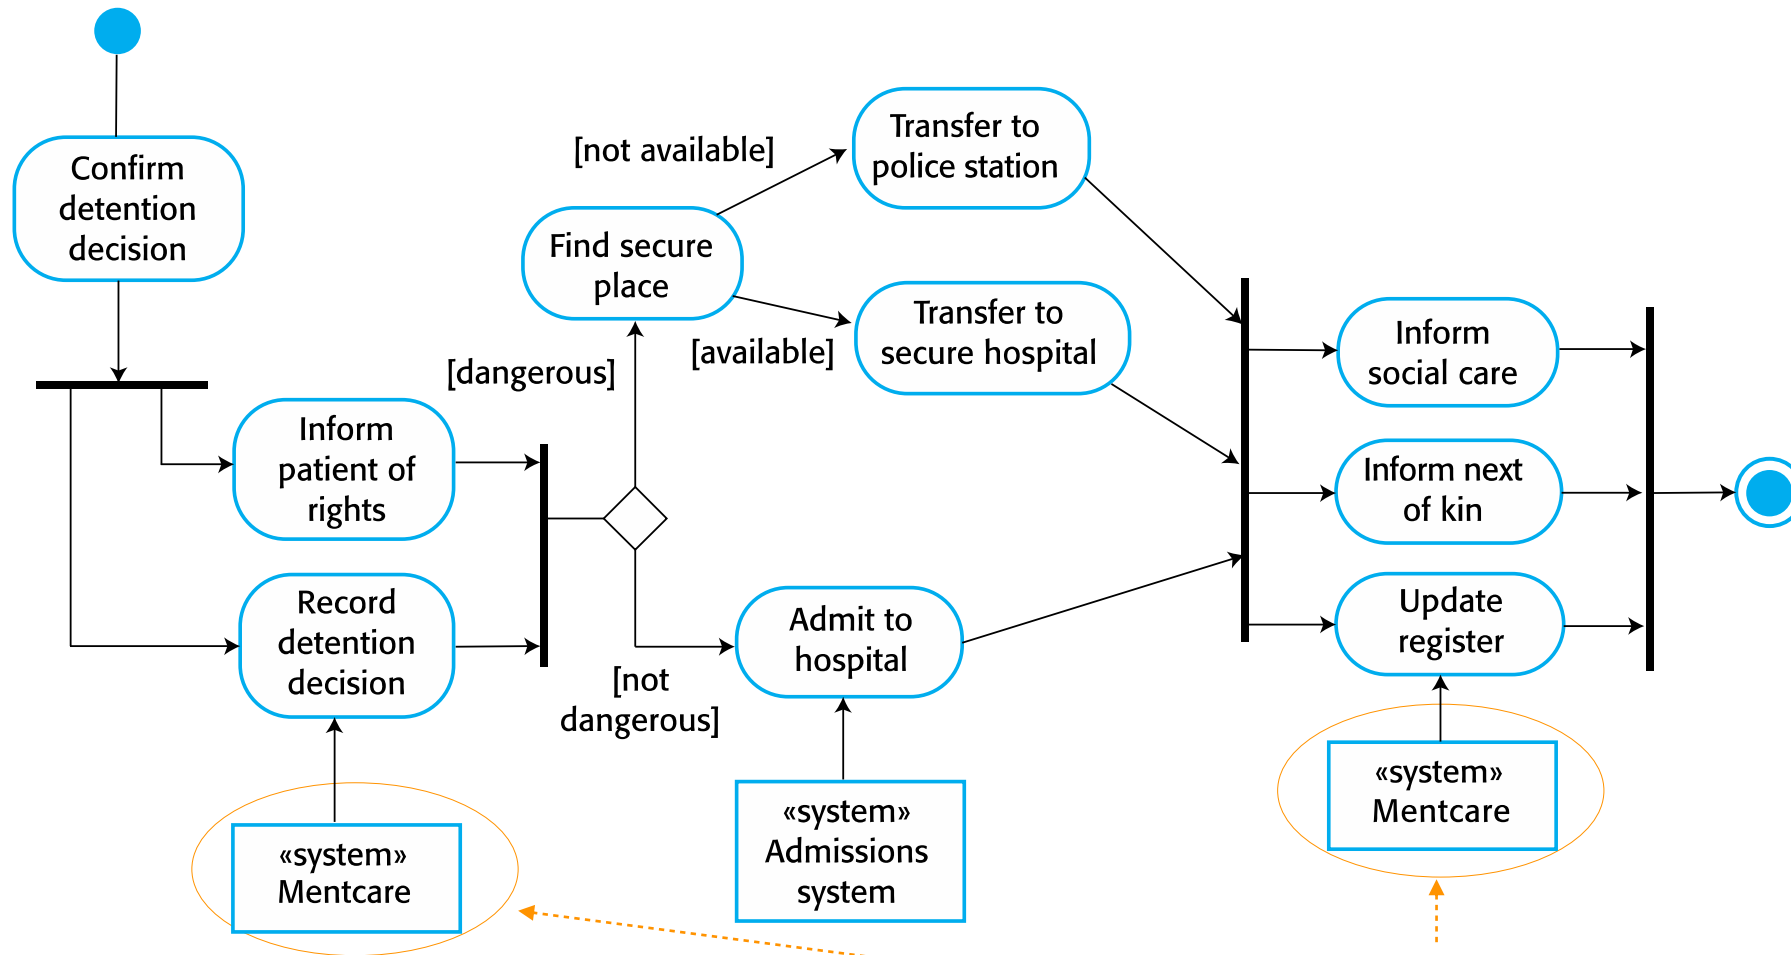 Confirm
detention
decision
Inform
patient of
rights
Record
detention
decision
«system»
Mentcare
[dangerous]
[not
dangerous]
Find secure
place
[not available]
[available]
Transfer to
police station
Transfer to
secure hospital
Admit to
hospital
«system»
Admissions
system
Inform
social care
Inform next
of kin
Update
register
«system»
Mentcare